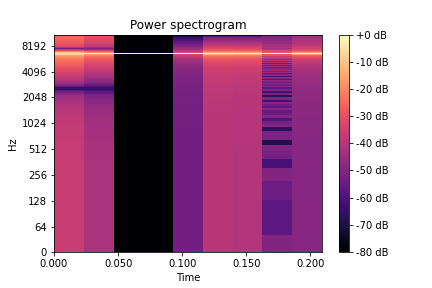 Power spectrogram
Hz
8192
4096
2048
1024
512
256
128
64
0
0.000 0.050 0.100 0.150 0.200
Time
+0 dB
-10 dB
-20 dB
-30 dB
-40 dB
-50 dB
-60 dB
-70 dB
-80 dB